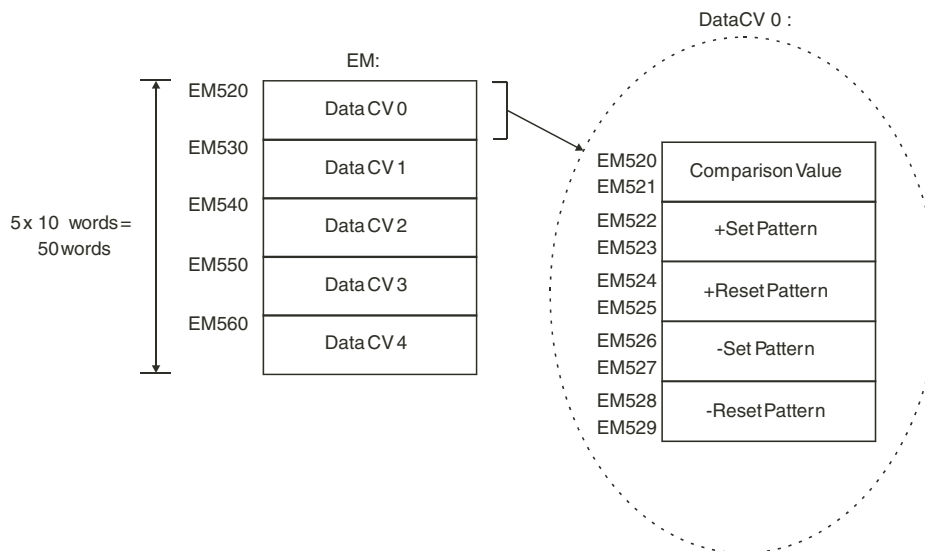 DataCV 0 :
EM:
EM520
Data CV 0
EM530
Data CV 1
EM540
Data CV 2
5 x 10 words =
50 words
EM550
Data CV 3
EM560
Data CV 4
EM520
EM521
Comparison Value
EM522
EM523
+Set Pattern
EM524
EM525
+Reset Pattern
EM526
EM527
-Set Pattern
EM528
EM529
-Reset Pattern